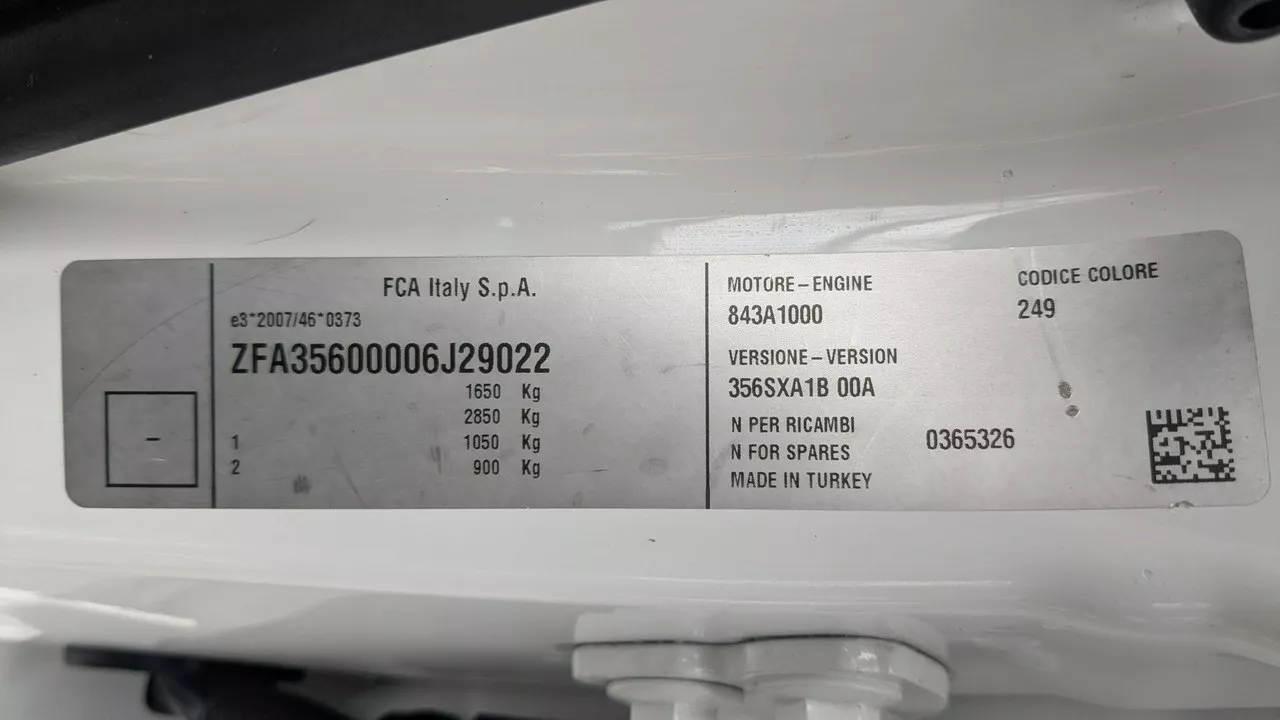 FCA Italy S.p.A.
e3*2007/46*0373
ZFA35600006J29022
1650 Kg
2850 Kg
1 1050 Kg
2 900 Kg
-
MOTORE-ENGINE
843A1000
CODICE COLORE
249
VERSIONE-VERSION
356SXA1B 00A
N PER RICAMBI
N FOR SPARES
0365326
MADE IN TURKEY